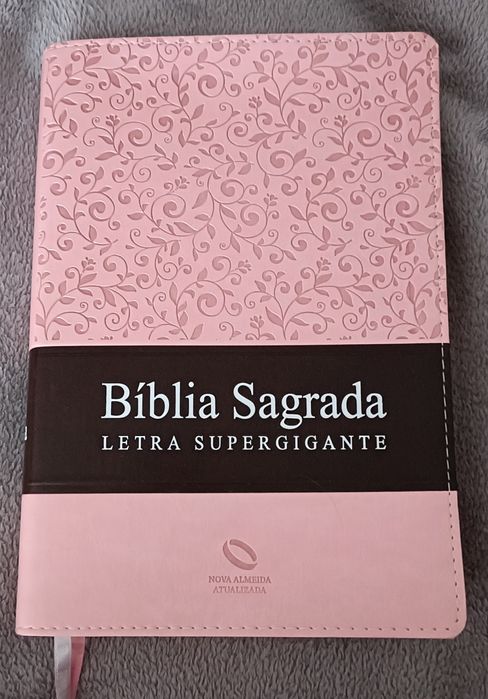 Bíblia Sagrada
LETRA SUPERGIGANTE
NOVA ALMEIDA
ATUALIZADA